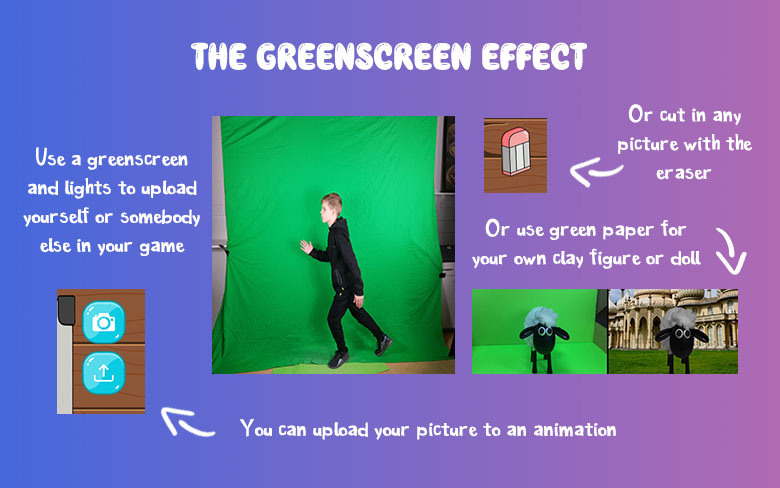 THE GREENSCREEN EFFECT
Use a greenscreen
and lights to upload
yourself or somebody
else in your game
Or cut in any
picture with the
eraser
Or use green paper for
your own clay figure or doll
You can upload your picture to an animation